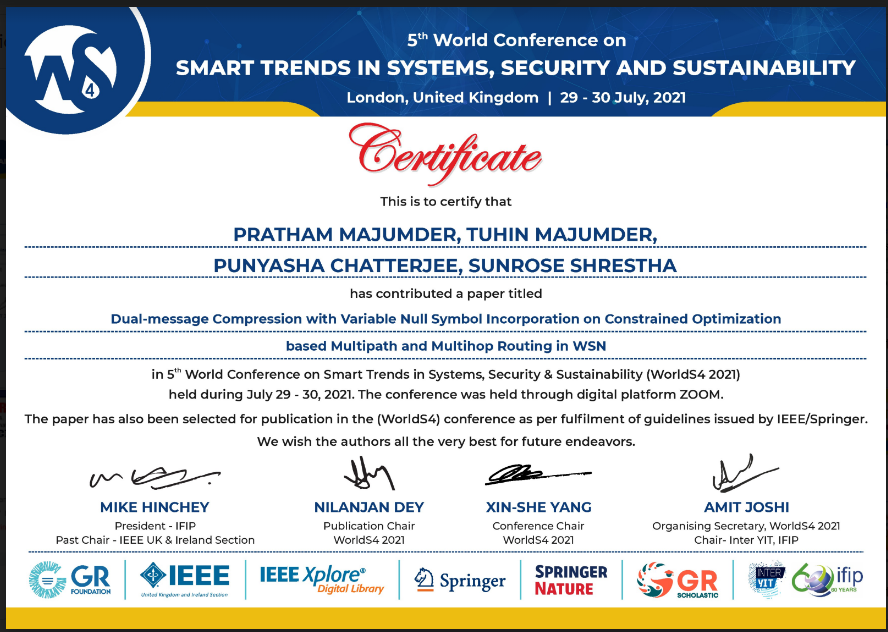 WS
4
5th World Conference on
SMART TRENDS IN SYSTEMS, SECURITY AND SUSTAINABILITY
London, United Kingdom | 29 - 30 July, 2021
Certificate
This is to certify that
PRATHAM MAJUMDER, TUHIN MAJUMDER,
PUNYASHA CHATTERJEE, SUNROSE SHRESTHA
has contributed a paper titled
Dual-message Compression with Variable Null Symbol Incorporation on Constrained Optimization
based Multipath and Multihop Routing in WSN
in 5th World Conference on Smart Trends in Systems, Security & Sustainability (WorldS4 2021)
held during July 29 - 30, 2021. The conference was held through digital platform ZOOM.
The paper has also been selected for publication in the (WorldS4) conference as per fulfilment of guidelines issued by IEEE/Springer.
We wish the authors all the very best for future endeavors.
MIKE HINCHEY NILANJAN DEY XIN-SHE YANG AMIT JOSHI
President - IFIP Publication Chair Conference Chair Organising Secretary, WorldS4 2021
Past Chair - IEEE UK & Ireland Section WorldS4 2021 WorldS4 2021 Chair- Inter YIT, IFIP
GR FOUNDATION
IEEE
United Kingdom and Ireland Section
IEEE Xplore®
Digital Library
Springer
SPRINGER NATURE
GR SCHOLASTIC
INTER YIT
60 ifip
60 YEARS